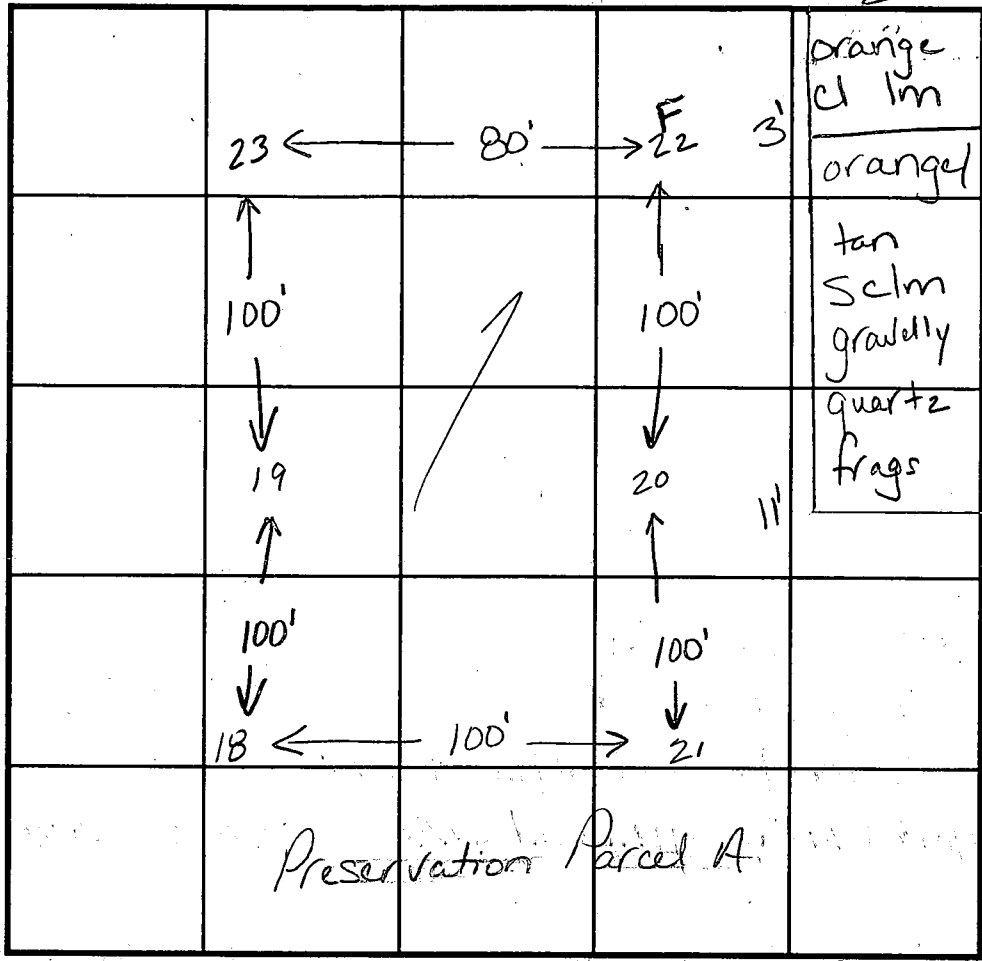 orange
cl lm
F
23 80' 22 3'
orangel
tan
100' 100' Sclm
gravelly
quartz
19 20 frags
11'
100' 100'
18 100' 21
Preservation Parcel A